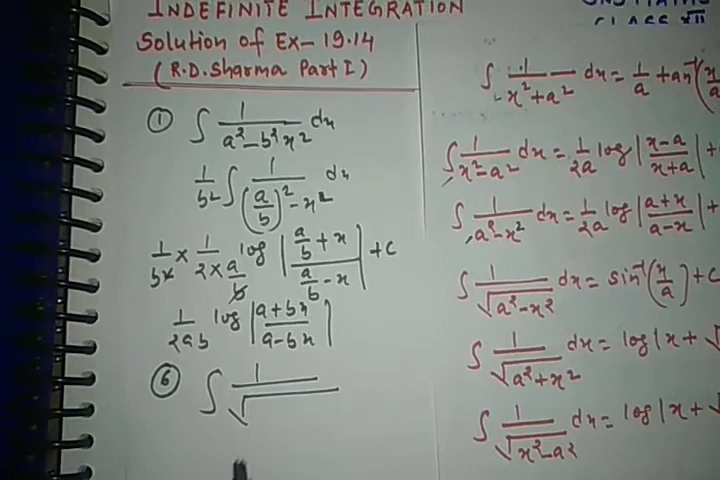 INDEFINITE INTEGRATION
Solution of Ex- 19.14
(R.D. Sharma Part I)
① ∫ 1/(a²-b²x²) dx
1/b² ∫ 1/((a/b)²-x²) dx
1/b² × 1/(2×a/b) log |(a/b+x)/(a/b-x)| +c
1/2ab log |(a+bx)/(a-bx)|
⑥ ∫ 1/√
CLASS XII
∫ 1/(x²+a²) dx = 1/a tan⁻¹(x/a
∫ 1/(x²-a²) dx = 1/2a log |(x-a)/(x+a)| +
∫ 1/(a²-x²) dx = 1/2a log |(a+x)/(a-x)| +
∫ 1/√(a²-x²) dx = sin⁻¹(x/a) + c
∫ 1/√(a²+x²) dx = log |x + √
∫ 1/√(x²-a²) dx = log |x + √